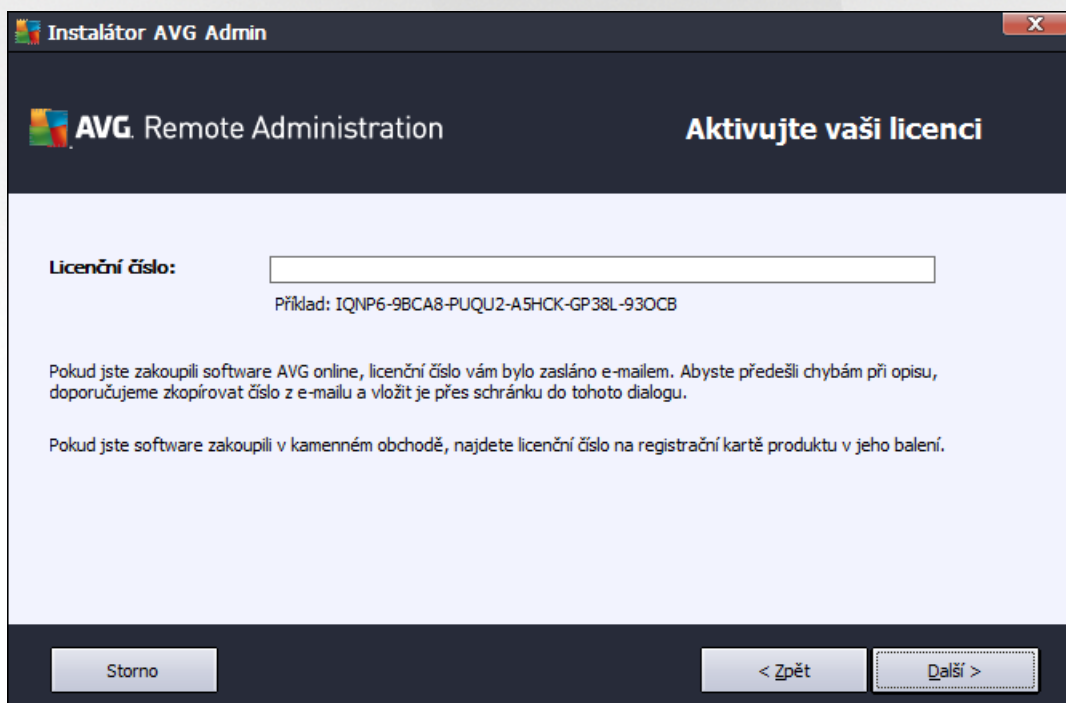 Instalátor AVG Admin
AVG. Remote Administration
Aktivujte vaši licenci
Licenční číslo:
Příklad: IQNP6-9BCA8-PUQU2-A5HCK-GP38L-93OCB
Pokud jste zakoupili software AVG online, licenční číslo vám bylo zasláno e-mailem. Abyste předešli chybám při opisu,
doporučujeme zkopírovat číslo z e-mailu a vložit je přes schránku do tohoto dialogu.
Pokud jste software zakoupili v kamenném obchodě, najdete licenční číslo na registrační kartě produktu v jeho balení.
Storno
< Zpět
Další >